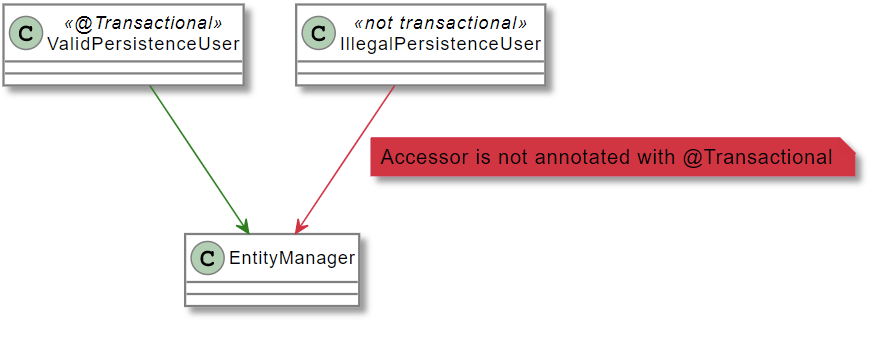 C
«@Transactional»
ValidPersistenceUser
C
«not transactional»
IllegalPersistenceUser
Accessor is not annotated with @Transactional
C
EntityManager